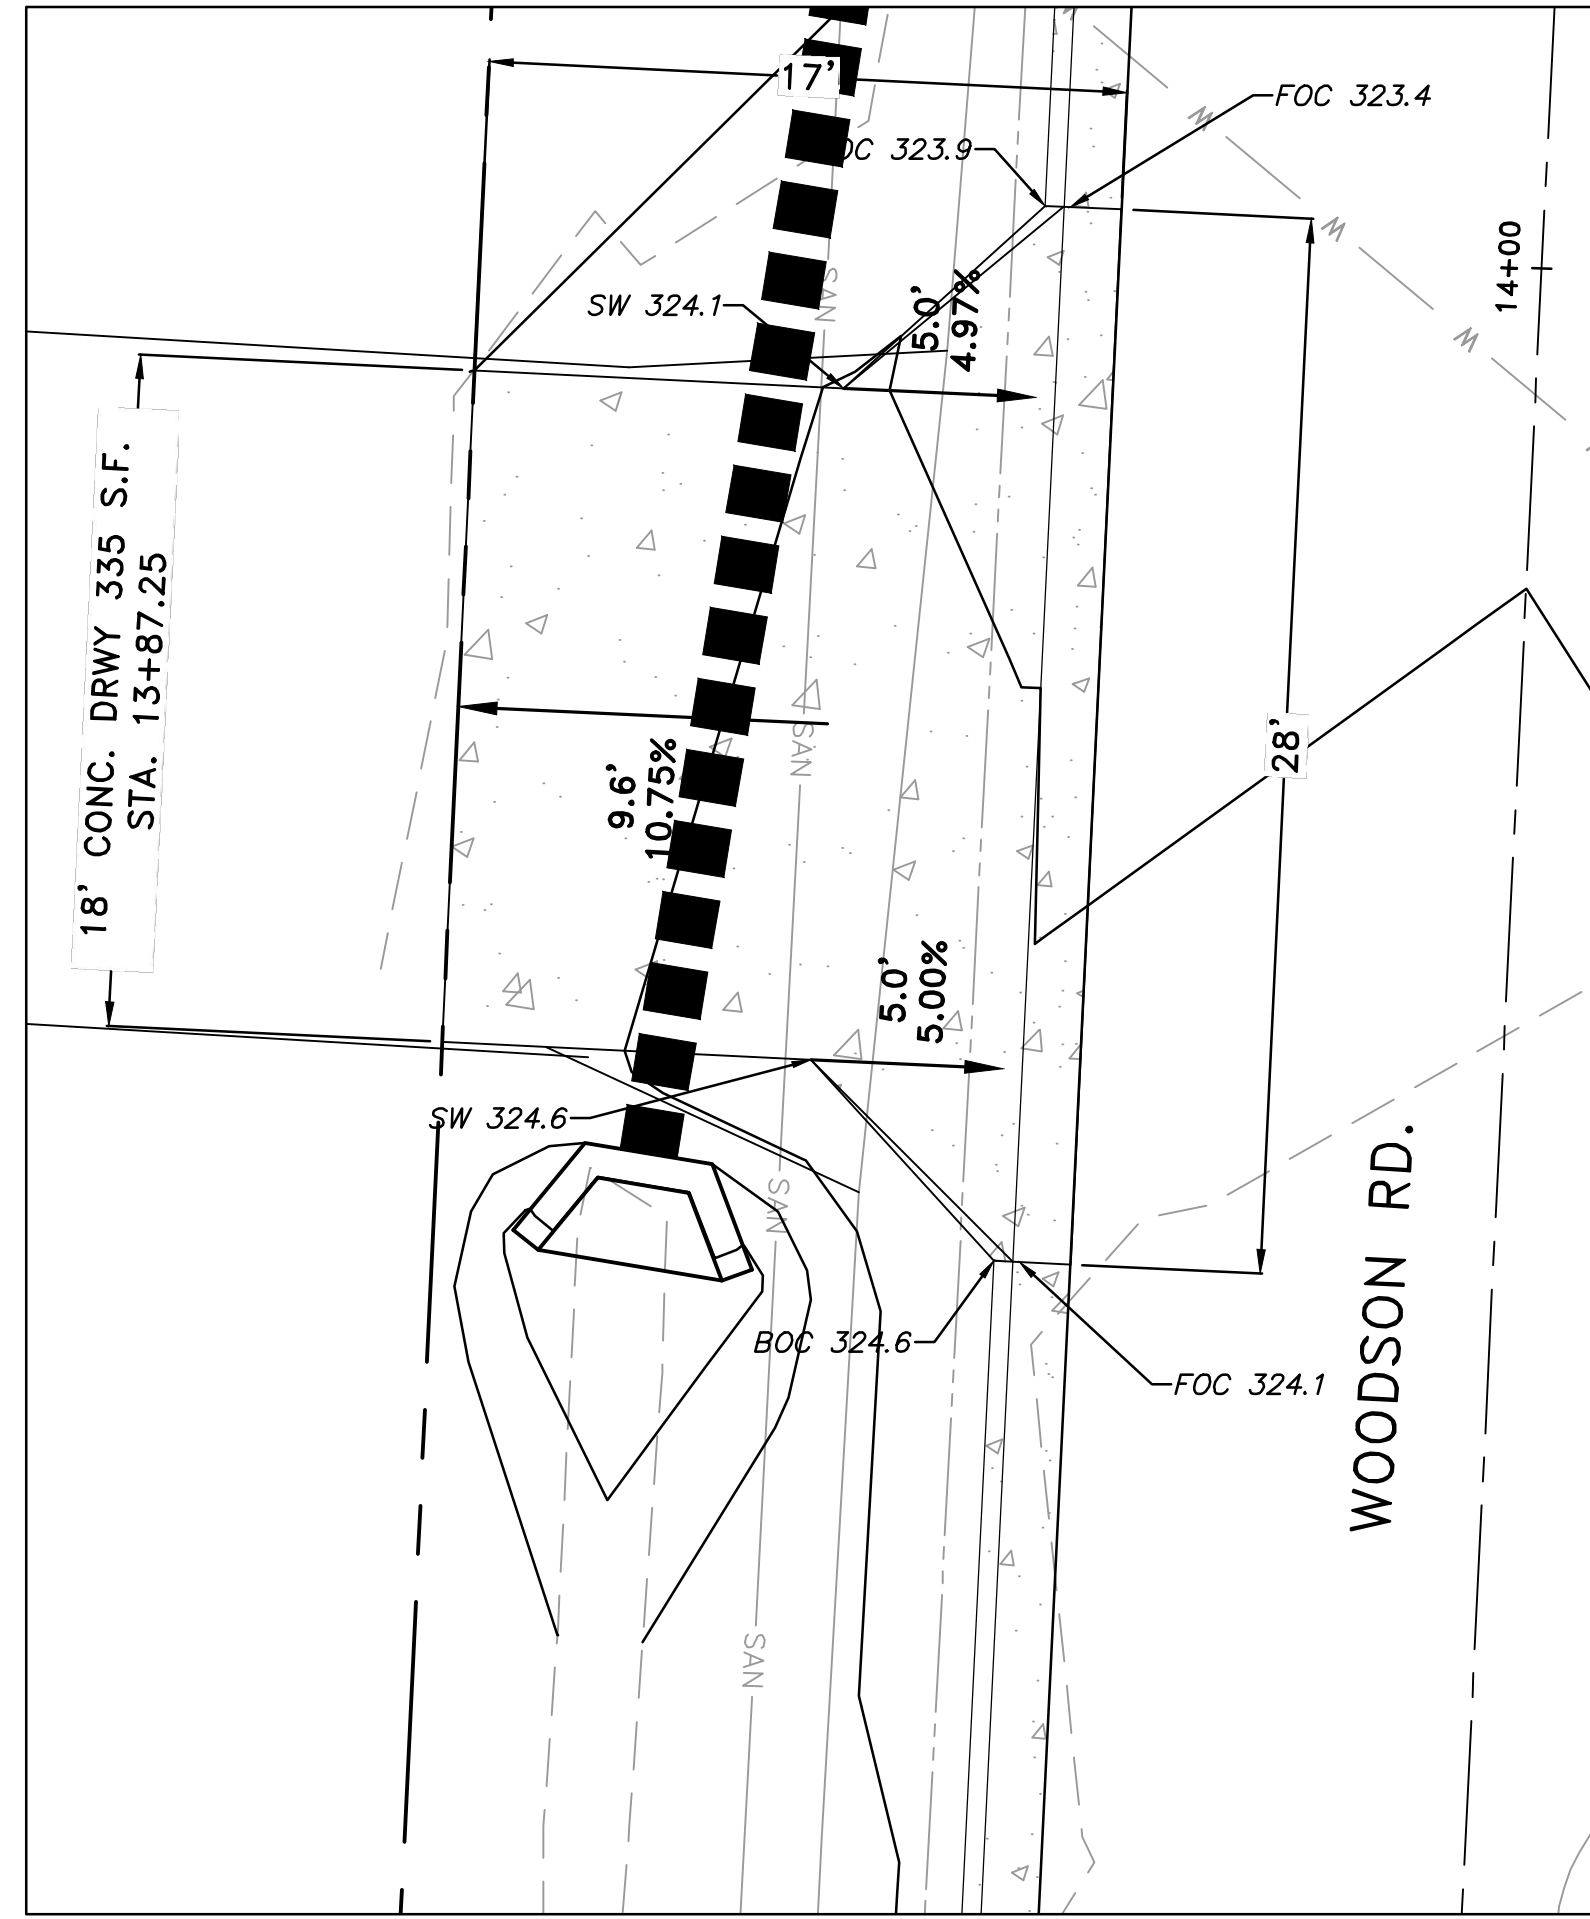 17'
FOC 323.4
323.9
14+00
SAN
SW 324.1
5.0'
4.97%
18' CONC. DRWY 335 S.F.
STA. 13+87.25
SAN
28'
9.6'
10.75%
5.0'
5.00%
SW 324.6
SAN
WOODSON RD.
BOC 324.6
FOC 324.1
SAN